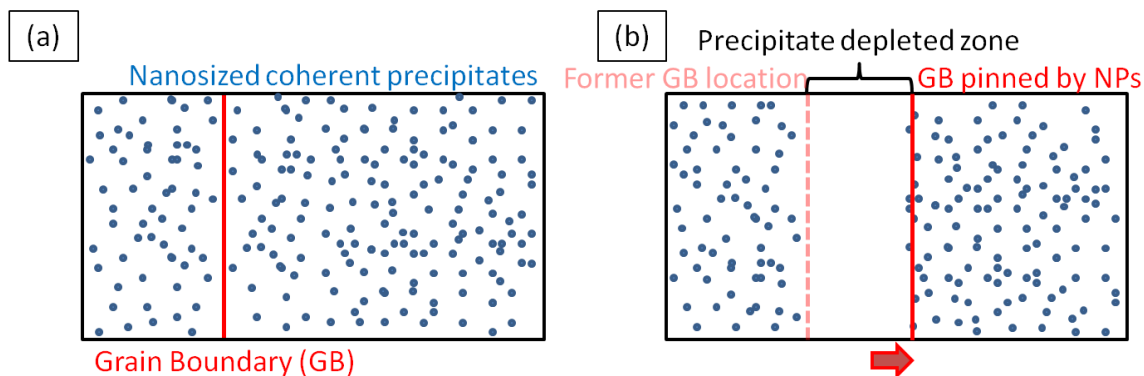 (a)
Nanosized coherent precipitates
Grain Boundary (GB)
(b)
Precipitate depleted zone
Former GB location
GB pinned by NPs